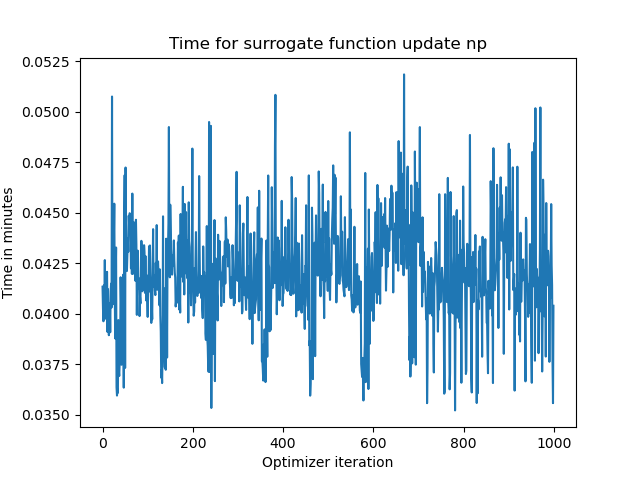 Time for surrogate function update np
0.0525
0.0500
0.0475
0.0450
0.0425
0.0400
0.0375
0.0350
Time in minutes
0 200 400 600 800 1000
Optimizer iteration